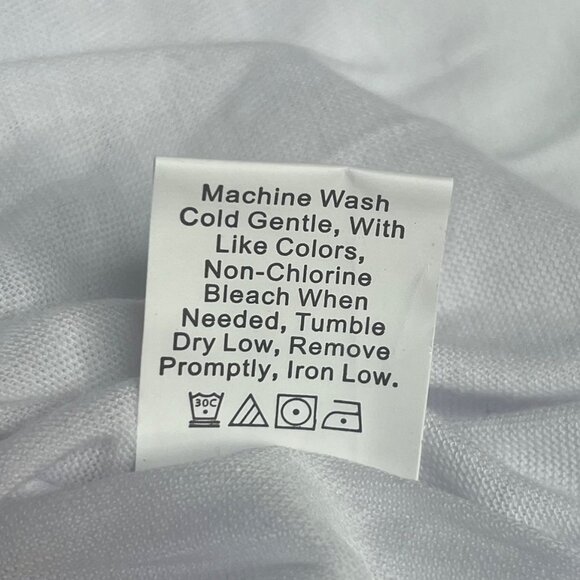 Machine Wash
Cold Gentle, With
Like Colors,
Non-Chlorine
Bleach When
Needed, Tumble
Dry Low, Remove
Promptly, Iron Low.
30C